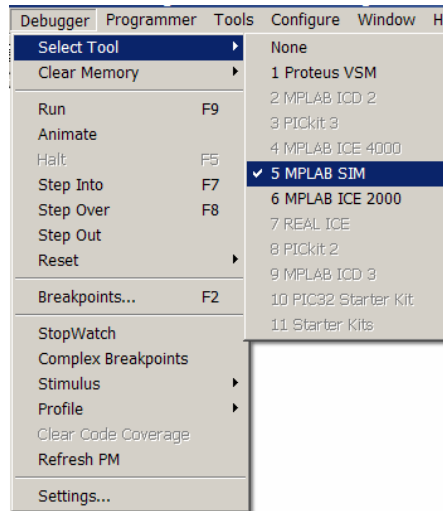 Debugger Programmer Tools Configure Window H
Select Tool
Clear Memory
Run F9
Animate
Halt F5
Step Into F7
Step Over F8
Step Out
Reset
Breakpoints... F2
StopWatch
Complex Breakpoints
Stimulus
Profile
Clear Code Coverage
Refresh PM
Settings...
None
1 Proteus VSM
2 MPLAB ICD 2
3 PICkit 3
4 MPLAB ICE 4000
5 MPLAB SIM
6 MPLAB ICE 2000
7 REAL ICE
8 PICkit 2
9 MPLAB ICD 3
10 PIC32 Starter Kit
11 Starter Kits